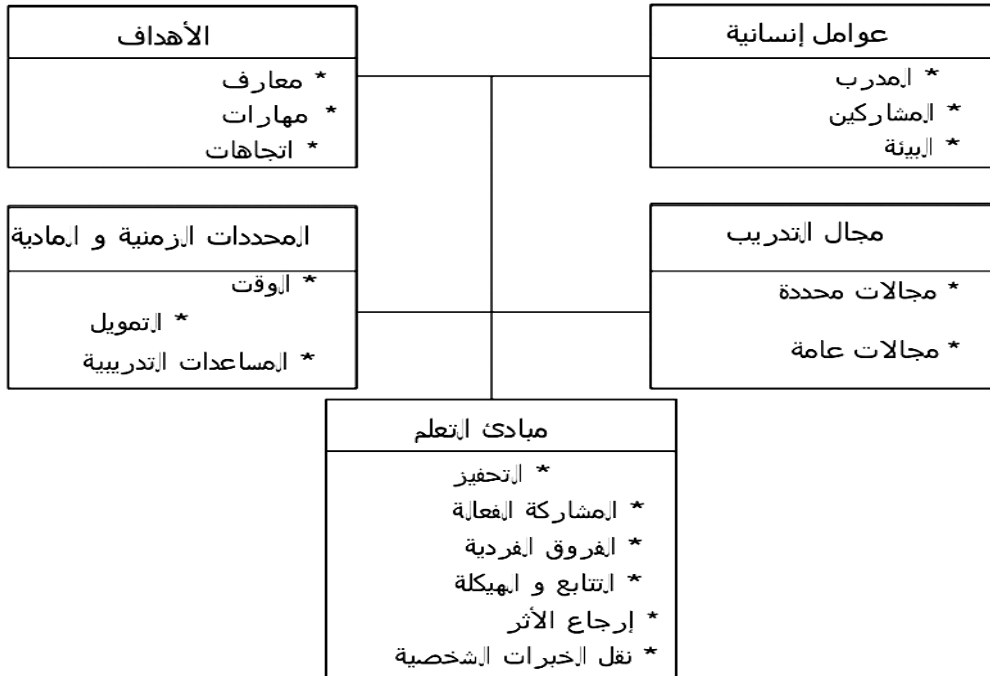 عوامل إنسانية
* المدرب
* المشاركين
* البيئة
الأهداف
* معارف
* مهارات
* اتجاهات
مجال التدريب
* مجالات محددة
* مجالات عامة
المحددات الزمنية و المادية
* الوقت
* التمويل
* المساعدات التدريبية
مبادئ التعلم
* التحفيز
* المشاركة الفعالة
* الفروق الفردية
* التتابع و الهيكلة
* إرجاع الأثر
* نقل الخبرات الشخصية